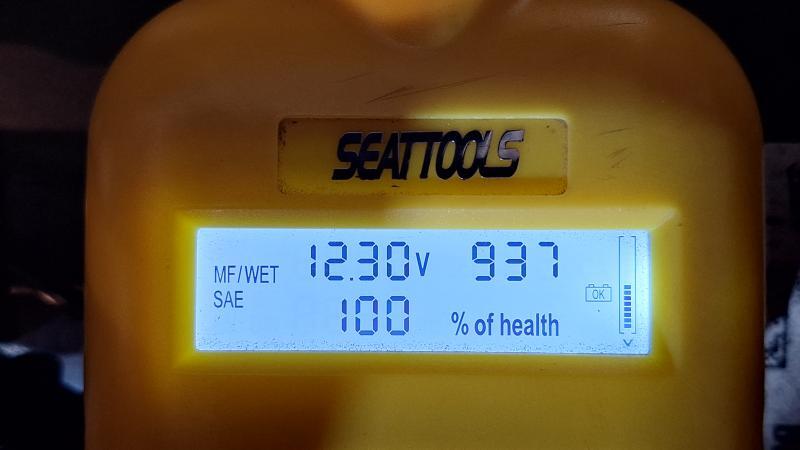 SEATTOOLS
MF/WET 12.30V 937
SAE 100 % of health
OK